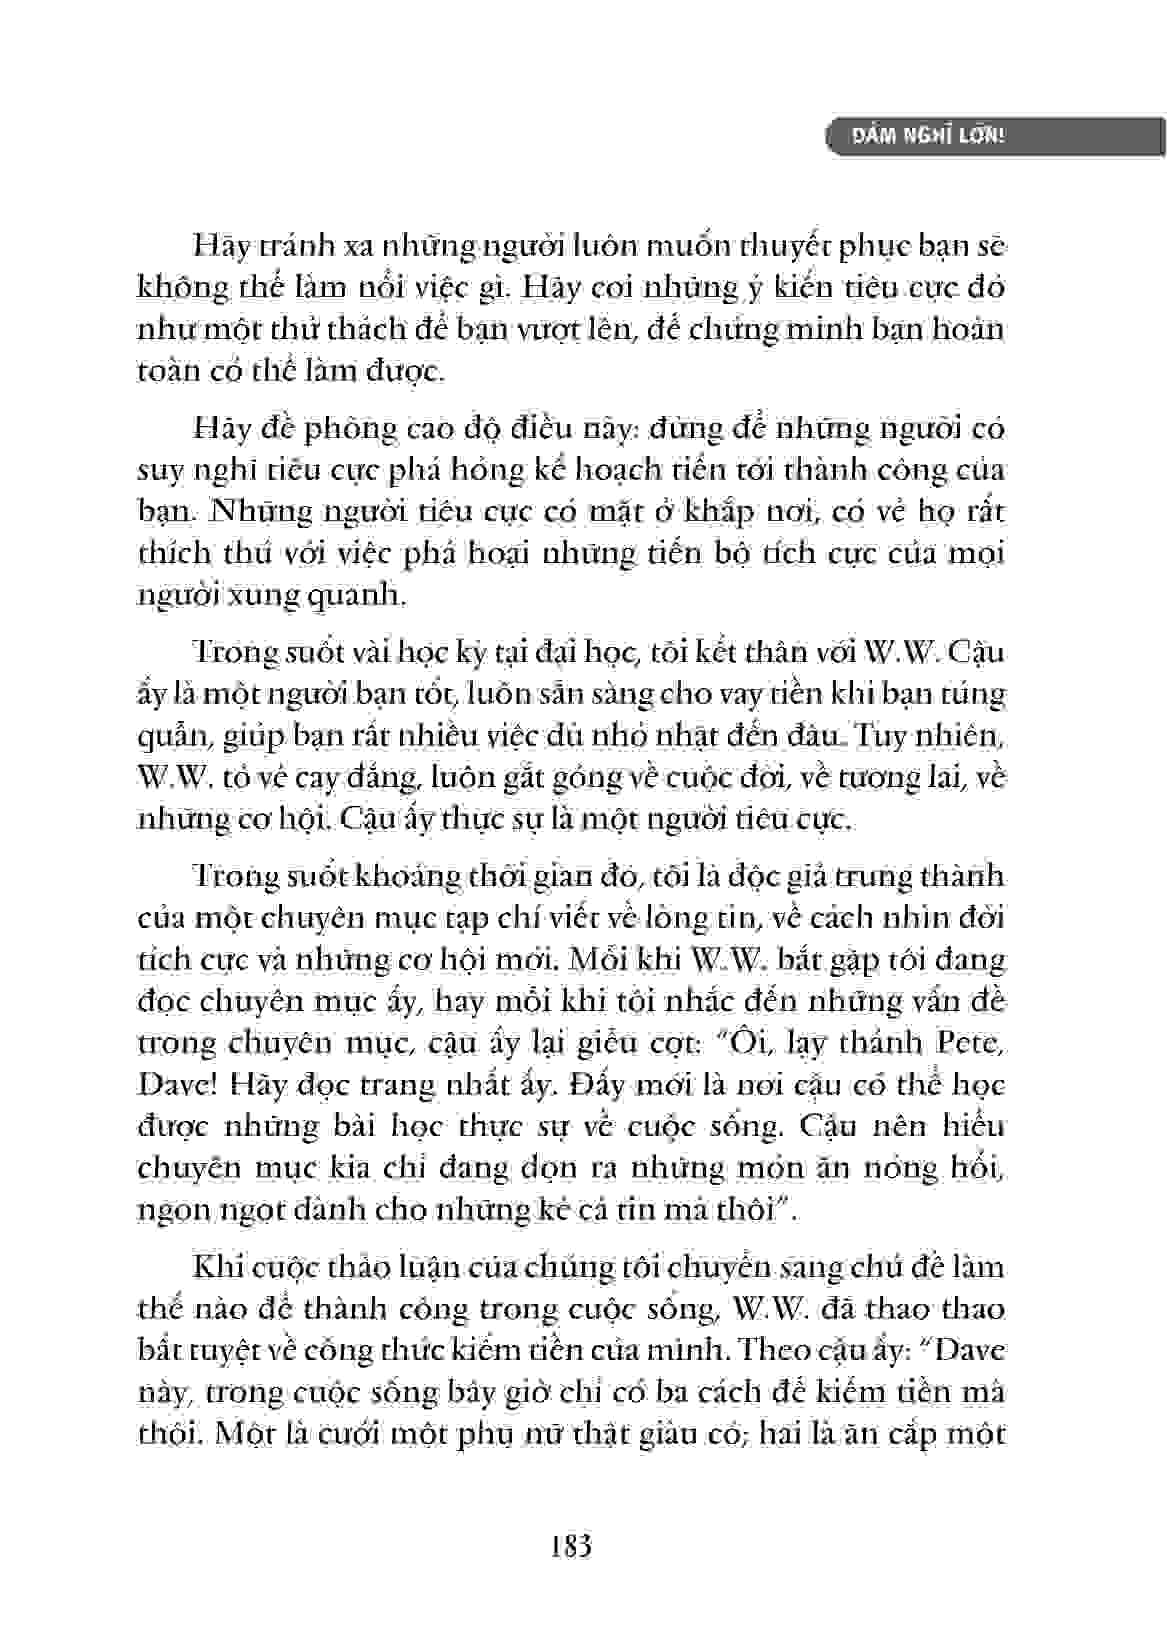 DÁM NGHĨ LỚN!
Hãy tránh xa những người luôn muốn thuyết phục bạn sẽ
không thể làm nổi việc gì. Hãy coi những ý kiến tiêu cực đó
như một thử thách để bạn vượt lên, để chứng minh bạn hoàn
toàn có thể làm được.
Hãy đề phòng cao độ điều này: đừng để những người có
suy nghĩ tiêu cực phá hỏng kế hoạch tiến tới thành công của
bạn. Những người tiêu cực có mặt ở khắp nơi, có vẻ họ rất
thích thú với việc phá hoại những tiến bộ tích cực của mọi
người xung quanh.
Trong suốt vài học kỳ tại đại học, tôi kết thân với W.W. Cậu
ấy là một người bạn tốt, luôn sẵn sàng cho vay tiền khi bạn túng
quẫn, giúp bạn rất nhiều việc dù nhỏ nhặt đến đâu. Tuy nhiên,
W.W. tỏ vẻ cay đắng, luôn gắt gỏng về cuộc đời, về tương lai, về
những cơ hội. Cậu ấy thực sự là một người tiêu cực.
Trong suốt khoảng thời gian đó, tôi là độc giả trung thành
của một chuyên mục tạp chí viết về lòng tin, về cách nhìn đời
tích cực và những cơ hội mới. Mỗi khi W.W. bắt gặp tôi đang
đọc chuyên mục ấy, hay mỗi khi tôi nhắc đến những vấn đề
trong chuyên mục, cậu ấy lại giễu cợt: “Ôi, lạy thánh Pete,
Dave! Hãy đọc trang nhất ấy. Đấy mới là nơi cậu có thể học
được những bài học thực sự về cuộc sống. Cậu nên hiểu
chuyên mục kia chỉ đang dọn ra những món ăn nóng hổi,
ngon ngọt dành cho những kẻ cả tin mà thôi”.
Khi cuộc thảo luận của chúng tôi chuyển sang chủ đề làm
thế nào để thành công trong cuộc sống, W.W. đã thao thao
bất tuyệt về công thức kiếm tiền của mình. Theo cậu ấy: “Dave
này, trong cuộc sống bây giờ chỉ có ba cách để kiếm tiền mà
thôi. Một là cưới một phụ nữ thật giàu có; hai là ăn cắp một
183